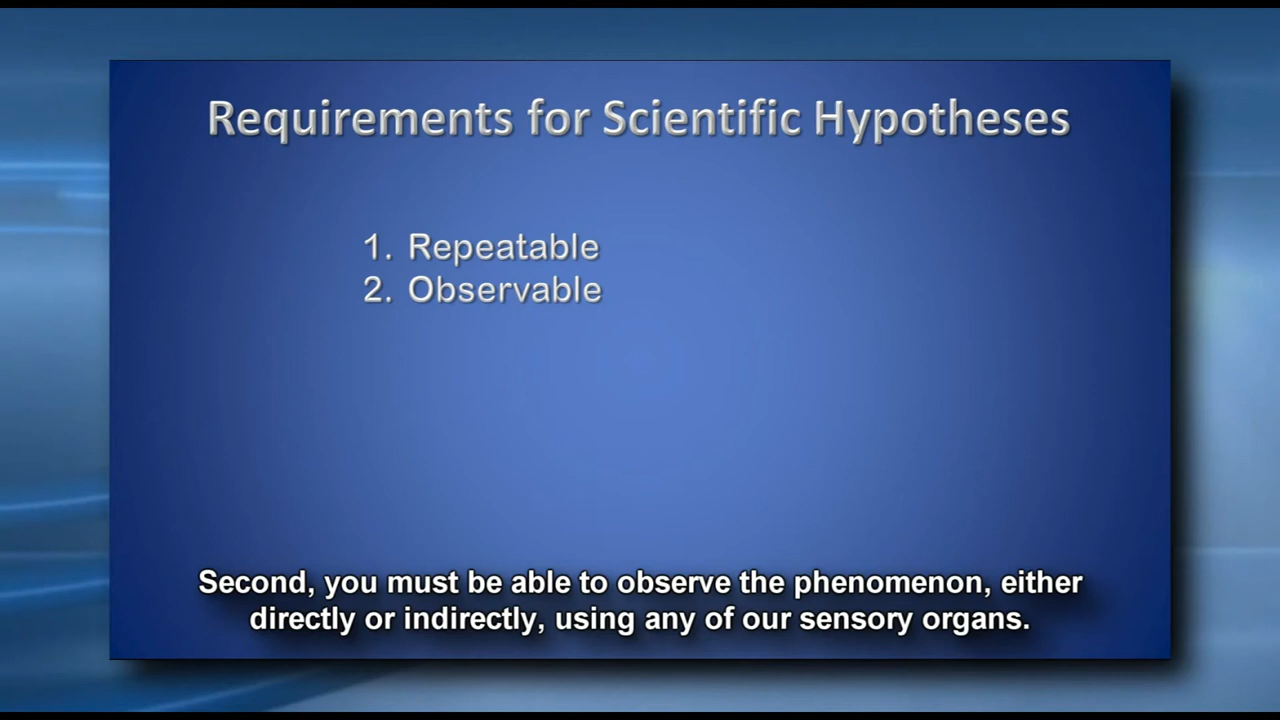 Requirements for Scientific Hypotheses
1. Repeatable
2. Observable
Second, you must be able to observe the phenomenon, either
directly or indirectly, using any of our sensory organs.